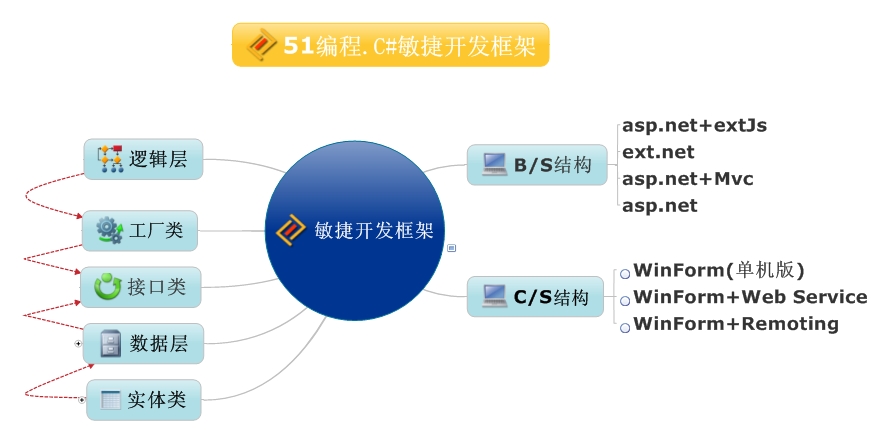 51编程.C#敏捷开发框架
逻辑层
工厂类
接口类
数据层
实体类
敏捷开发框架
B/S结构
asp.net+extJs
ext.net
asp.net+Mvc
asp.net
C/S结构
WinForm(单机版)
WinForm+Web Service
WinForm+Remoting